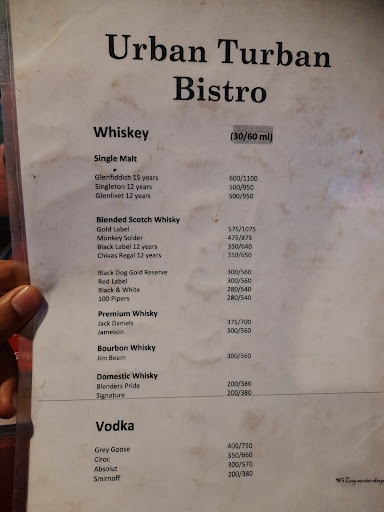 Urban Turban
Bistro
Whiskey (30/60 ml)
Single Malt
Glenfiddich 15 years 600/1100
Singleton 12 years 500/950
Glenlivet 12 years 500/950
Blended Scotch Whisky
Gold Label 575/1075
Monkey Solder 475/875
Black Label 12 years 350/640
Chivas Regal 12 years 350/650
Black Dog Gold Reserve 300/560
Red Label 300/560
Black & White 280/540
100 Pipers 280/540
Premium Whisky
Jack Daniels 375/700
Jameson 300/560
Bourbon Whisky
Jim Beam 300/560
Domestic Whisky
Blenders Pride 200/380
Signature 200/380
Vodka
Grey Goose 400/750
Ciroc 350/660
Absolut 300/570
Smirnoff 200/380
We Levy service